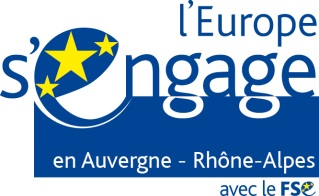 l'Europe
s'engage
en Auvergne - Rhône-Alpes
avec le FSe